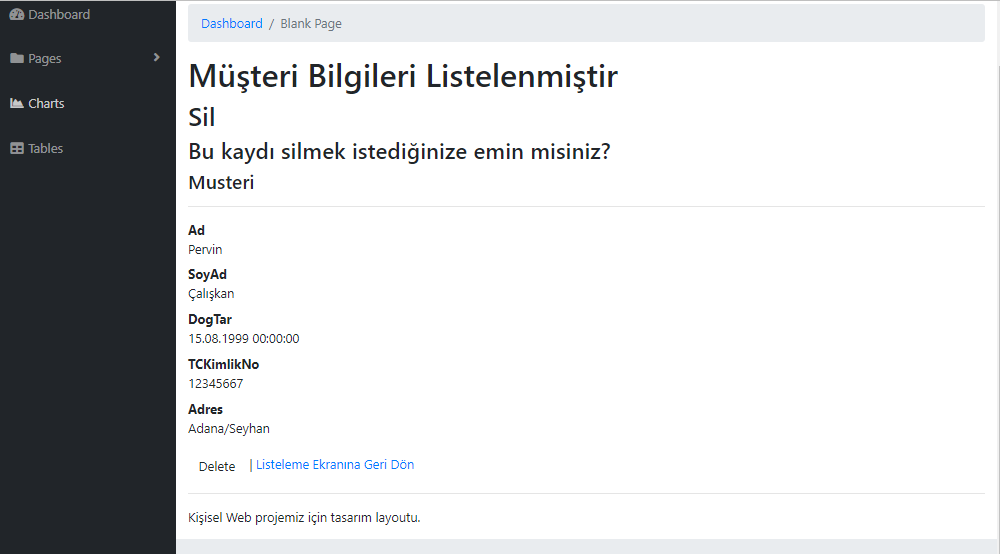 Dashboard
Pages
Charts
Tables
Dashboard / Blank Page
Müşteri Bilgileri Listelenmiştir
Sil
Bu kaydı silmek istediğinize emin misiniz?
Musteri
Ad
Pervin
SoyAd
Çalışkan
DogTar
15.08.1999 00:00:00
TCKimlikNo
12345667
Adres
Adana/Seyhan
Delete | Listeleme Ekranına Geri Dön
Kişisel Web projemiz için tasarım layoutu.